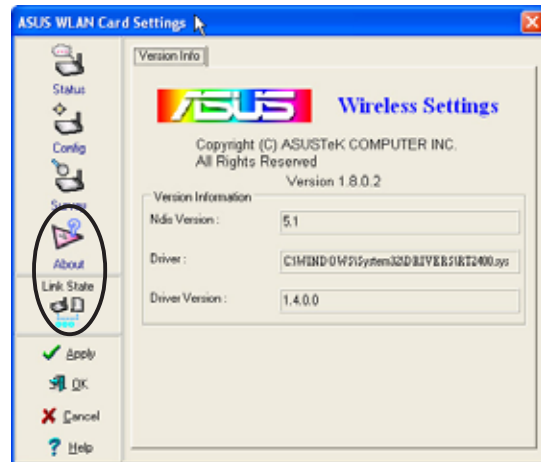 ASUS WLAN Card Settings
Status
Config
Survey
About
Link State
Apply
OK
Cancel
Help
Version Info
ASUS Wireless Settings
Copyright (C) ASUSTeK COMPUTER INC.
All Rights Reserved
Version 1.8.0.2
Version Information
Ndis Version : 5.1
Driver : C:\WINDOWS\System32\DRIVERS\RT2400.sys
Driver Version : 1.4.0.0